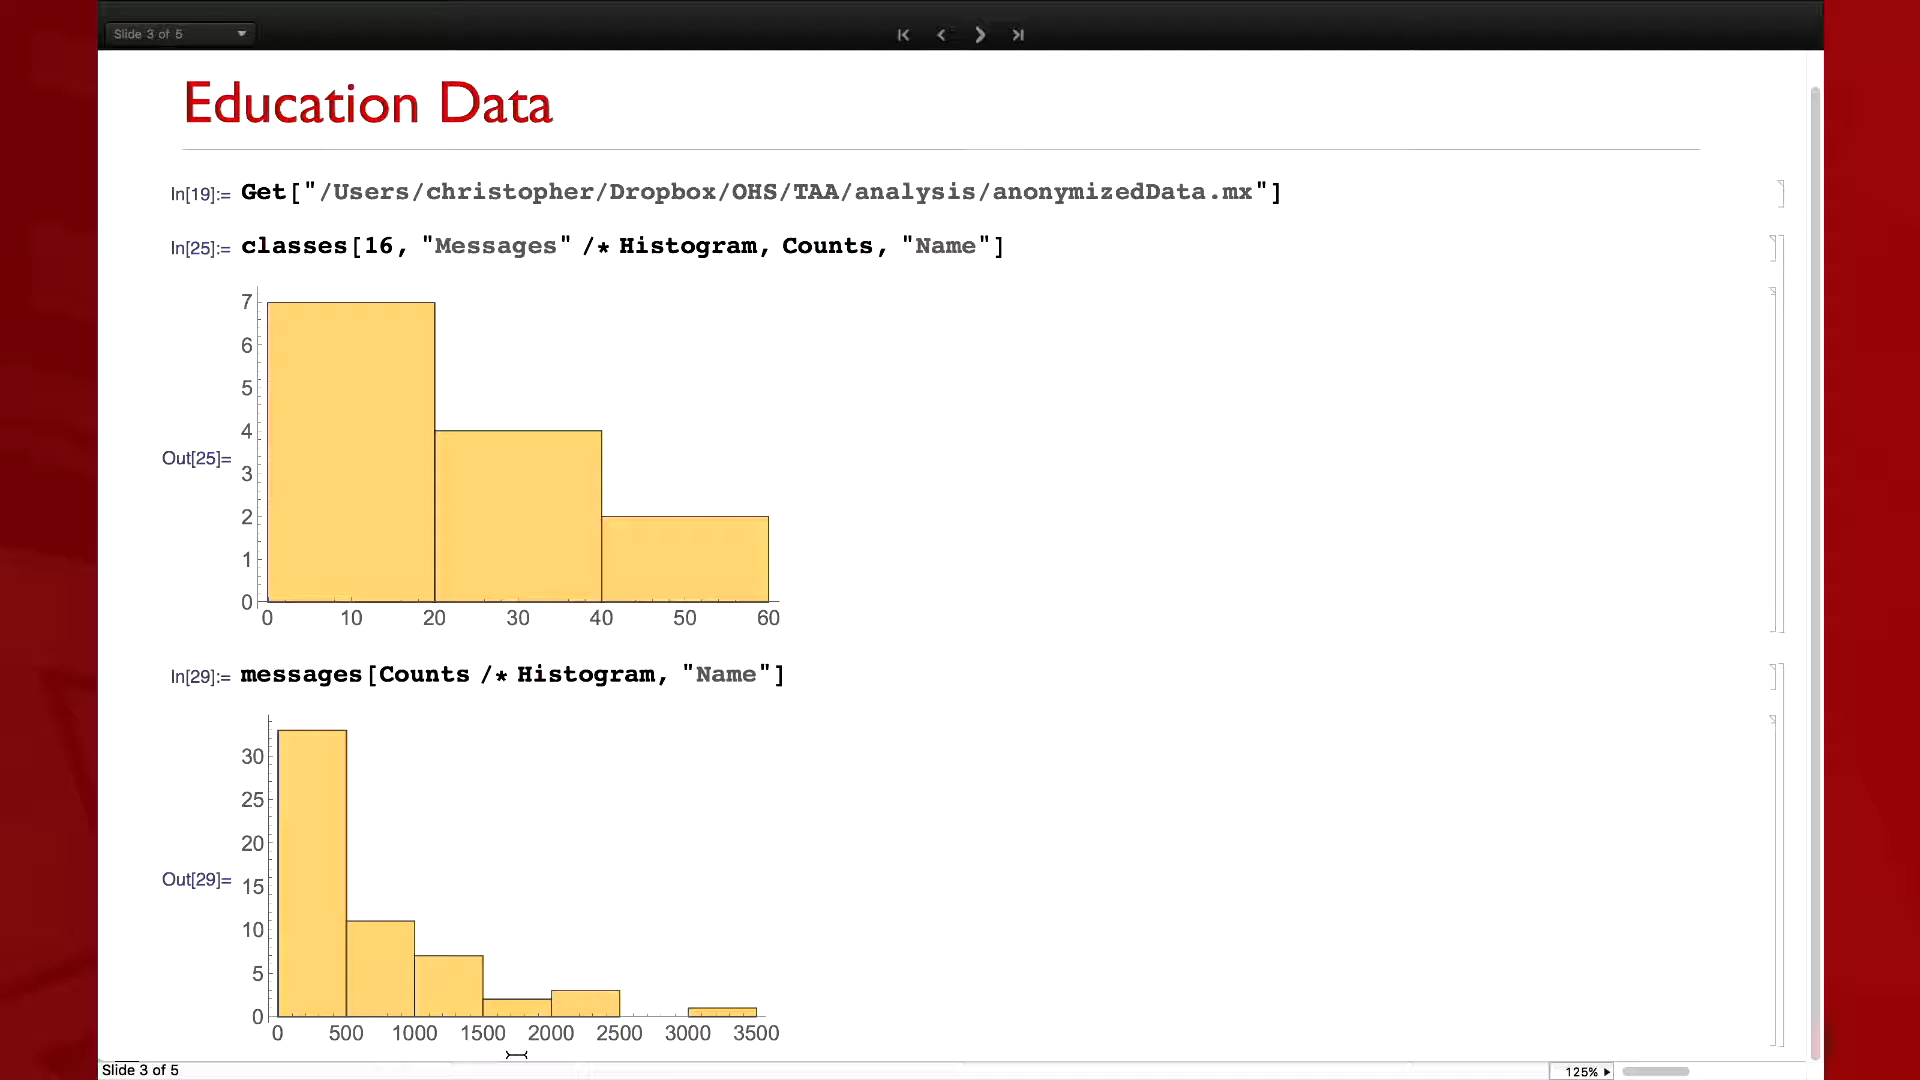 Slide 3 of 5
Education Data
In[19]:= Get["/Users/christopher/Dropbox/OHS/TAA/analysis/anonymizedData.mx"]
In[25]:= classes[16, "Messages" /* Histogram, Counts, "Name"]
7
6
5
4
Out[25]=
3
2
1
0
0 10 20 30 40 50 60
In[29]:= messages[Counts /* Histogram, "Name"]
30
25
20
Out[29]=
15
10
5
0
0 500 1000 1500 2000 2500 3000 3500
Slide 3 of 5
125%